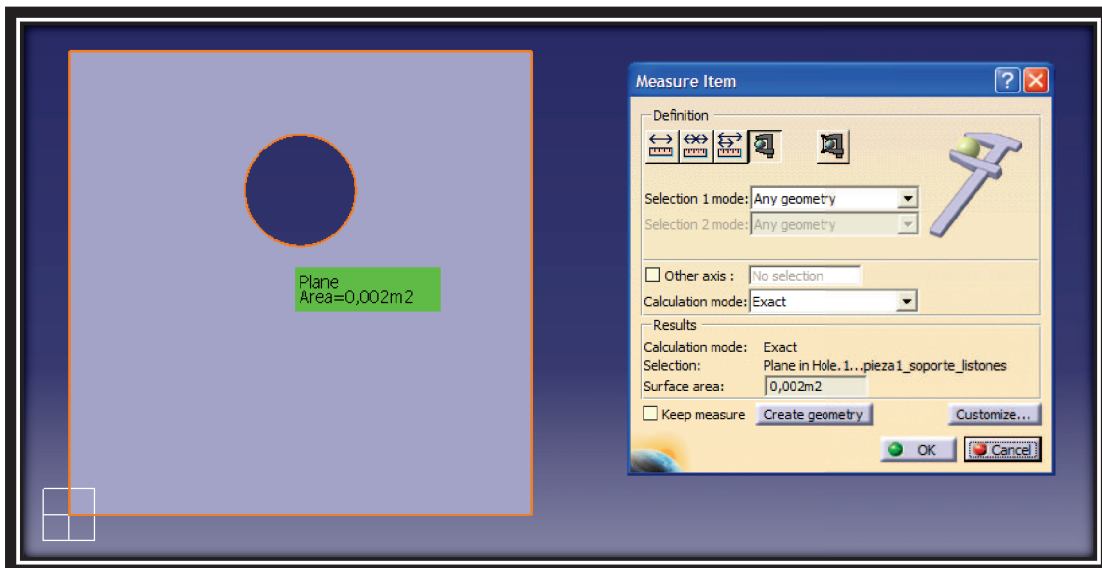 Plane
Area=0,002m2
Measure Item
Definition
Selection 1 mode: Any geometry
Selection 2 mode: Any geometry
Other axis : No selection
Calculation mode: Exact
Results
Calculation mode: Exact
Selection: Plane in Hole.1...pieza1_soporte_listones
Surface area: 0,002m2
Keep measure Create geometry Customize...
OK Cancel